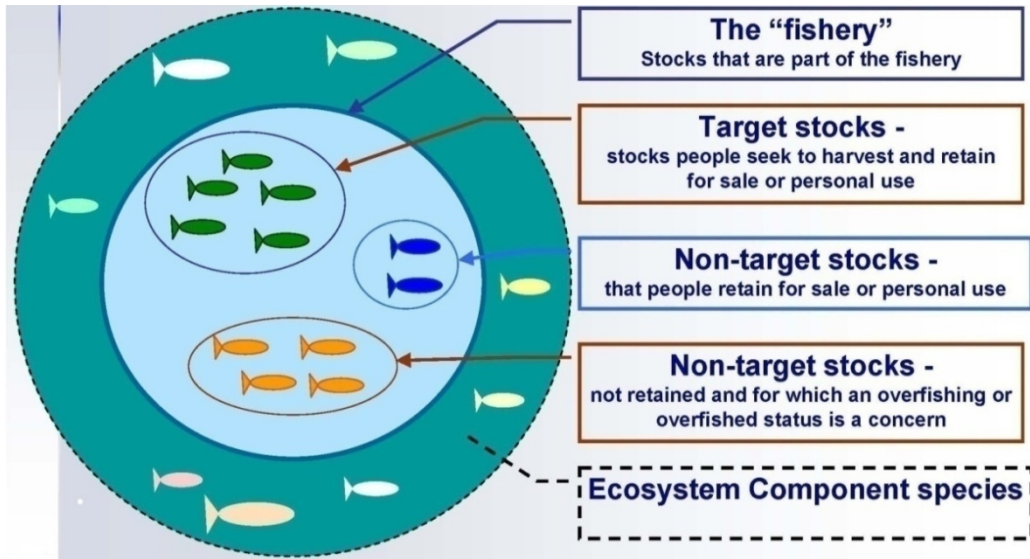 The “fishery”
Stocks that are part of the fishery
Target stocks -
stocks people seek to harvest and retain
for sale or personal use
Non-target stocks -
that people retain for sale or personal use
Non-target stocks -
not retained and for which an overfishing or
overfished status is a concern
Ecosystem Component species